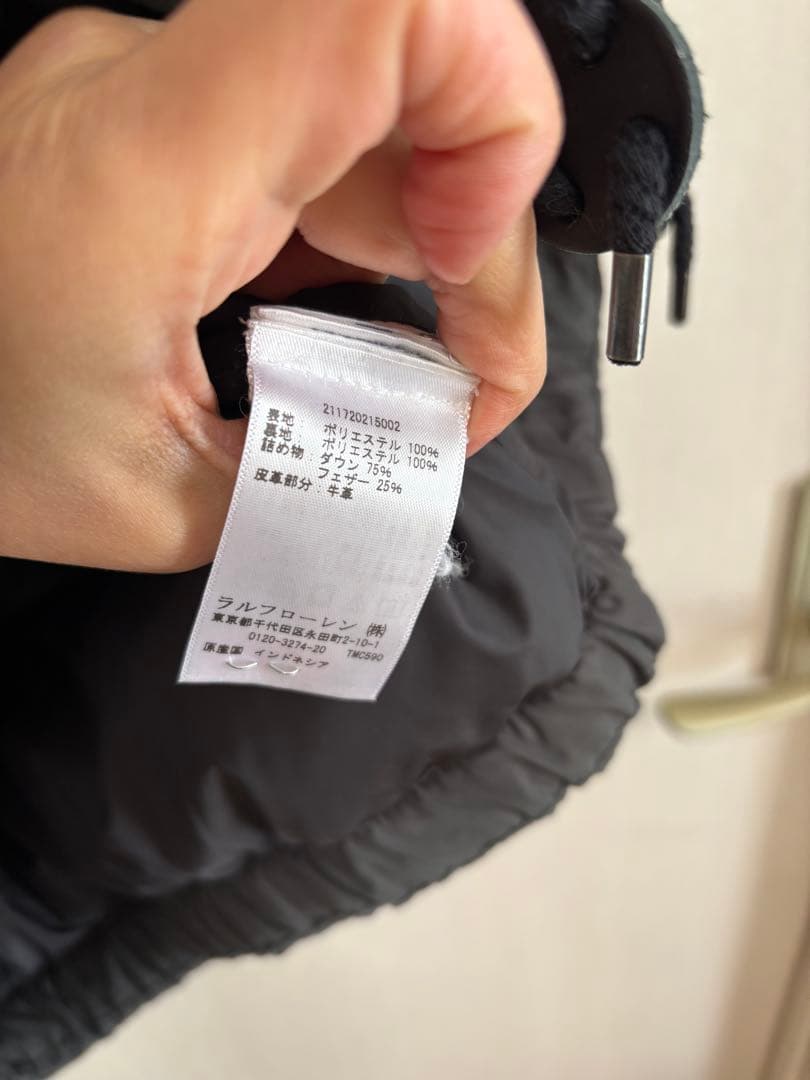 211720215002
表地: ポリエステル 100%
裏地: ポリエステル 100%
詰め物: ダウン 75%
フェザー 25%
皮革部分: 牛革
ラルフローレン ㈱
東京都千代田区永田町2-10-1
0120-3274-20 TMC590
原産国 インドネシア